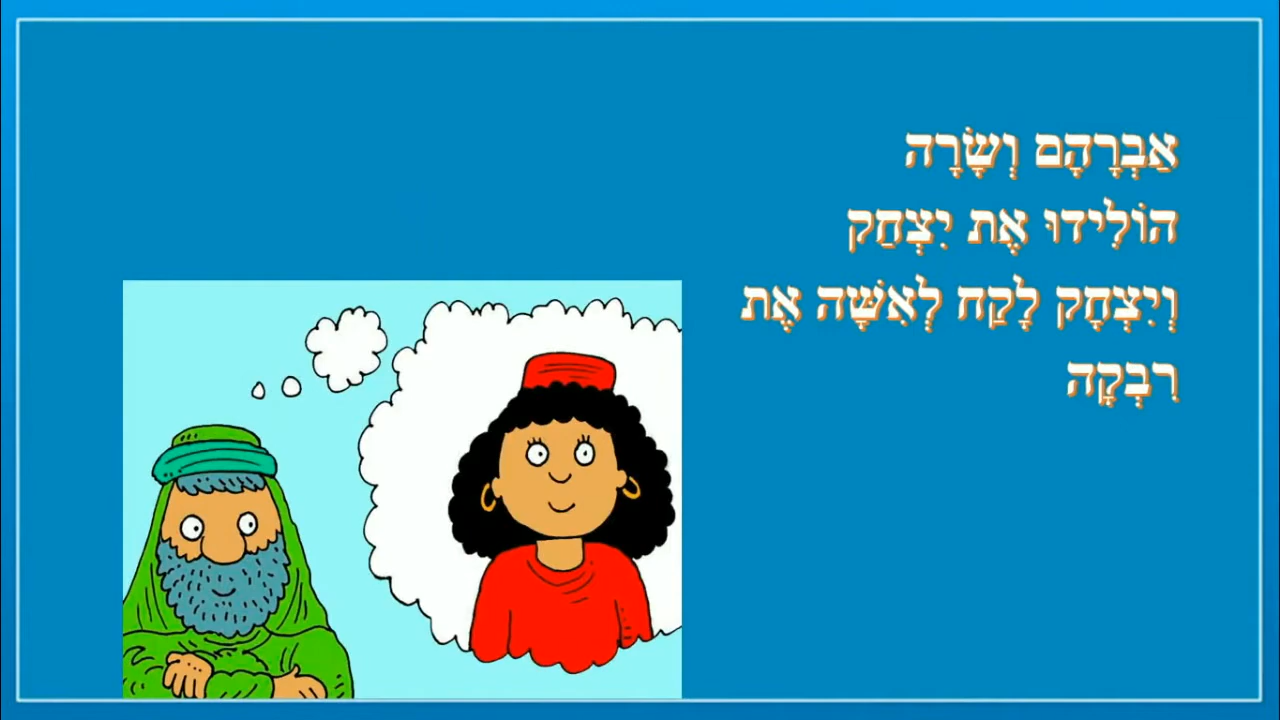 אַבְרָהָם וְשָׂרָה
הוֹלִידוּ אֶת יִצְחַק
וְיִצְחָק לָקַח לְאִשָּׁה אֶת
רִבְקָה